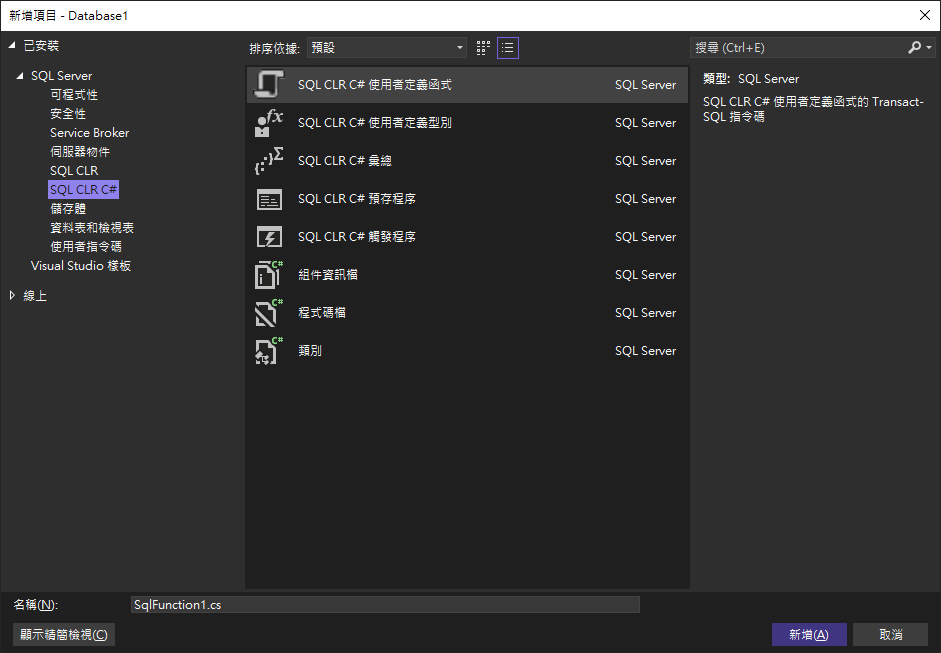 新增項目 - Database1
已安裝
SQL Server
可程式性
安全性
Service Broker
伺服器物件
SQL CLR
SQL CLR C#
儲存體
資料表和檢視表
使用者指令碼
Visual Studio 樣板
線上
排序依據: 預設
SQL CLR C# 使用者定義函式 SQL Server
SQL CLR C# 使用者定義型別 SQL Server
SQL CLR C# 彙總 SQL Server
SQL CLR C# 預存程序 SQL Server
SQL CLR C# 觸發程序 SQL Server
組件資訊檔 SQL Server
程式碼檔 SQL Server
類別 SQL Server
搜尋 (Ctrl+E)
類型: SQL Server
SQL CLR C# 使用者定義函式的 Transact-
SQL 指令碼
名稱(N): SqlFunction1.cs
顯示精簡檢視(C)
新增(A) 取消